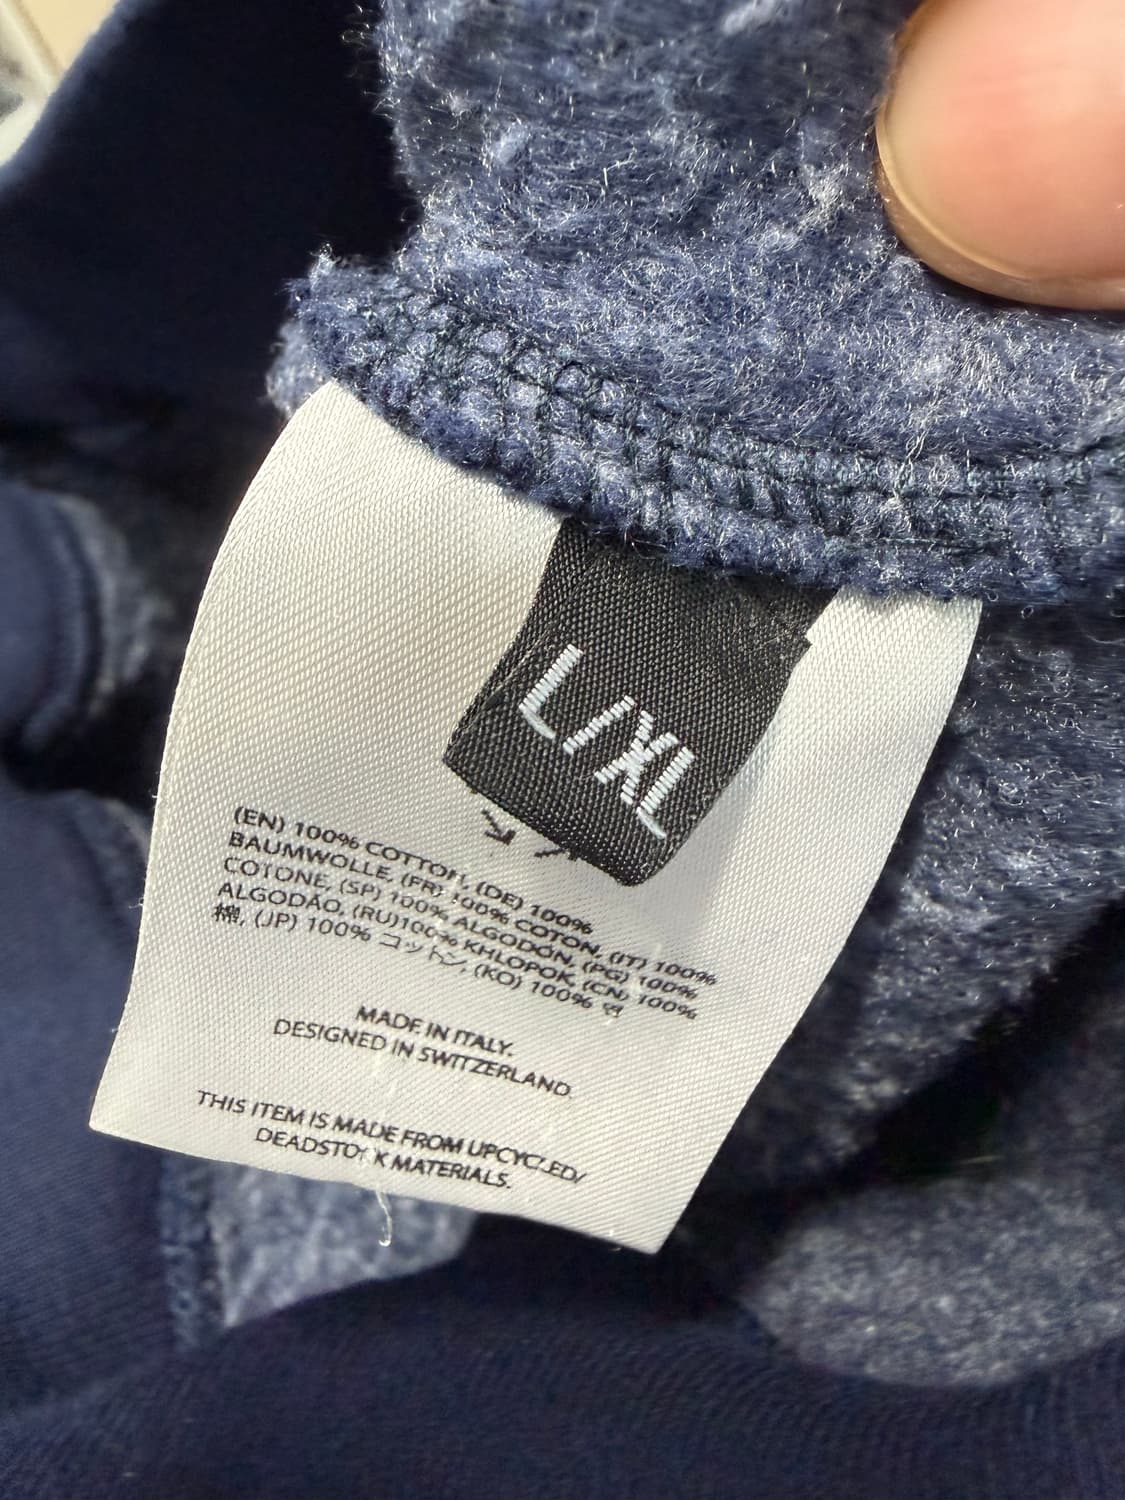 L/XL
(EN) 100% COTTON, (DE) 100%
BAUMWOLLE, (FR) 100% COTON, (IT) 100%
COTONE, (SP) 100% ALGODÓN, (PG) 100%
ALGODÃO, (RU)100% KHLOPOK, (CN) 100%
棉, (JP) 100% コットン, (KO) 100% 면
MADE IN ITALY.
DESIGNED IN SWITZERLAND.
THIS ITEM IS MADE FROM UPCYCLED/
DEADSTOCK MATERIALS.